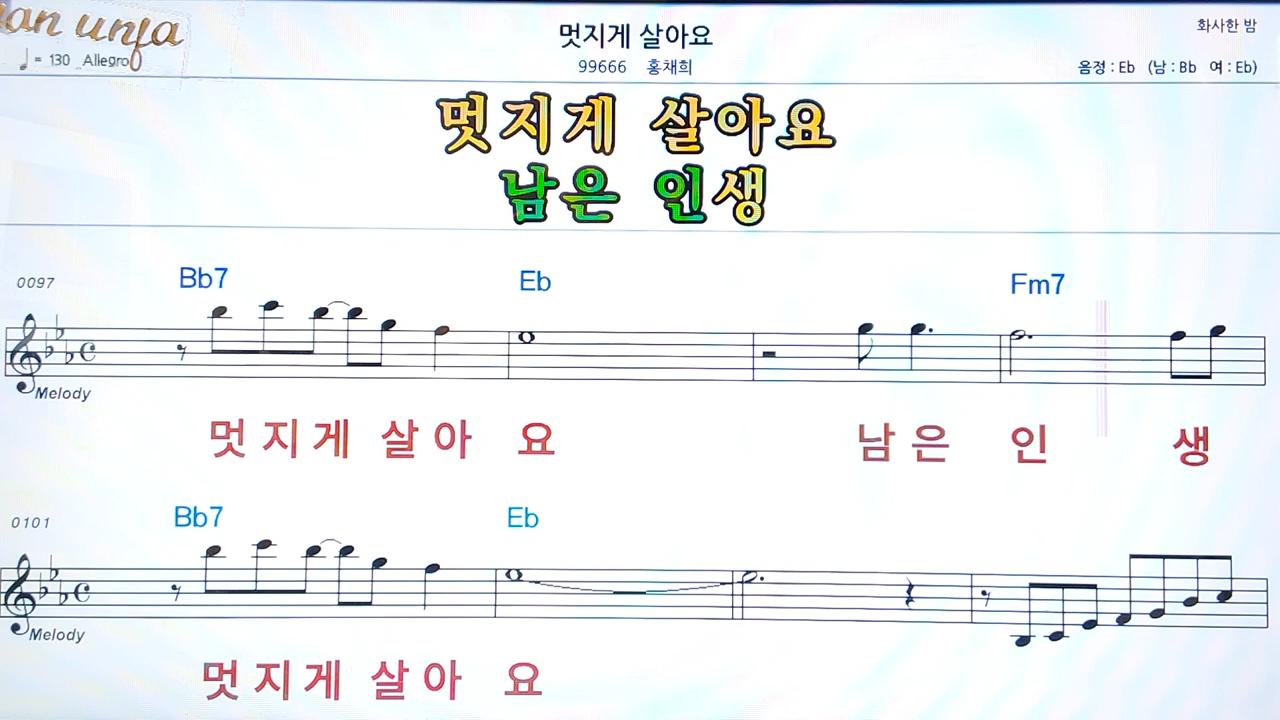 멋지게 살아요
화사한 밤
♩ = 130 Allegro
99666 홍채희
음정 : Eb (남 : Bb 여 : Eb)
멋지게 살아요
남은 인생
0097
Bb7 Eb Fm7
Melody
멋 지 게 살 아 요 남 은 인 생
0101
Bb7 Eb
Melody
멋 지 게 살 아 요